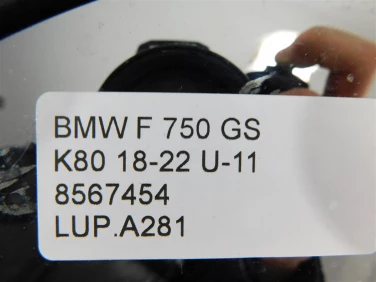 BMW F 750 GS
K80 18-22 U-11
8567454
LUP.A281